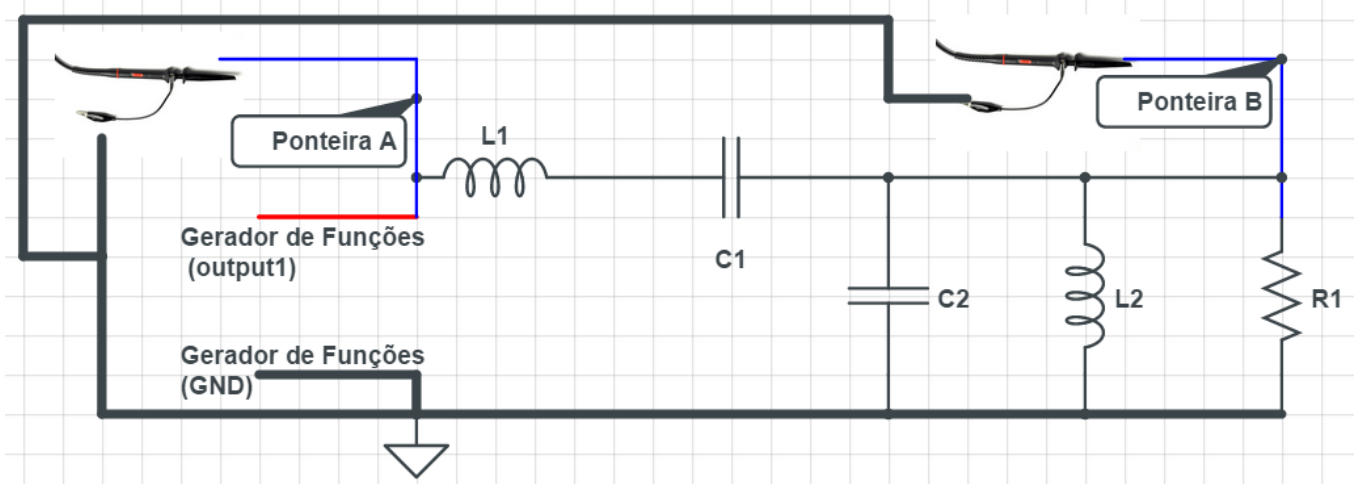 Ponteira B
Ponteira A
L1
Gerador de Funções
(output1)
C1
C2
L2
R1
Gerador de Funções
(GND)